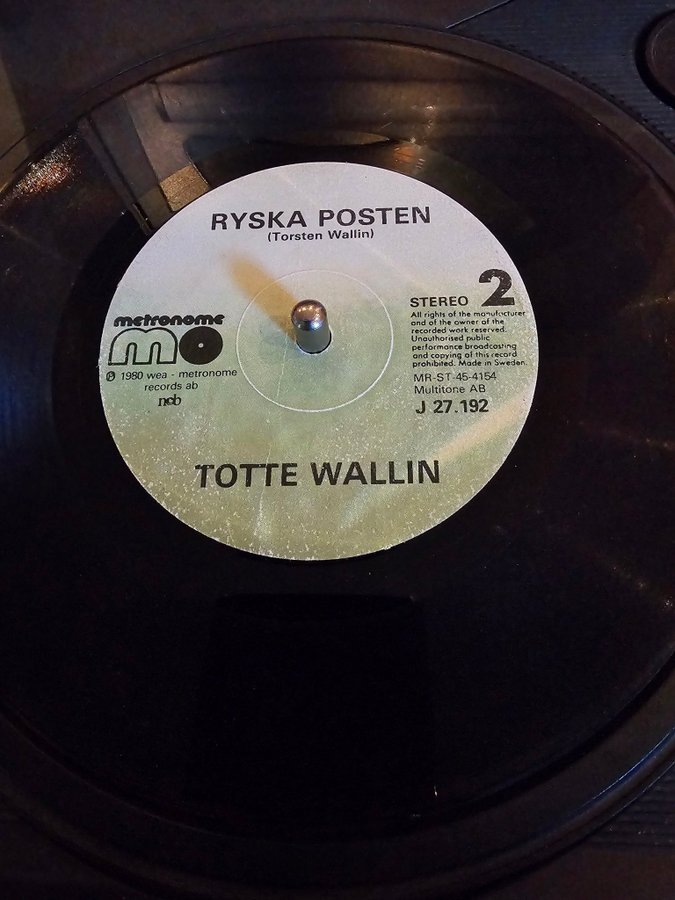 RYSKA POSTEN
(Torsten Wallin)
metronome
mo
℗ 1980 wea - metronome
records ab
ncb
STEREO 2
All rights of the manufacturer
and of the owner of the
recorded work reserved.
Unauthorised public
performance broadcasting
and copying of this record
prohibited. Made in Sweden.
MR-ST-45-4154
Multitone AB
J 27.192
TOTTE WALLIN